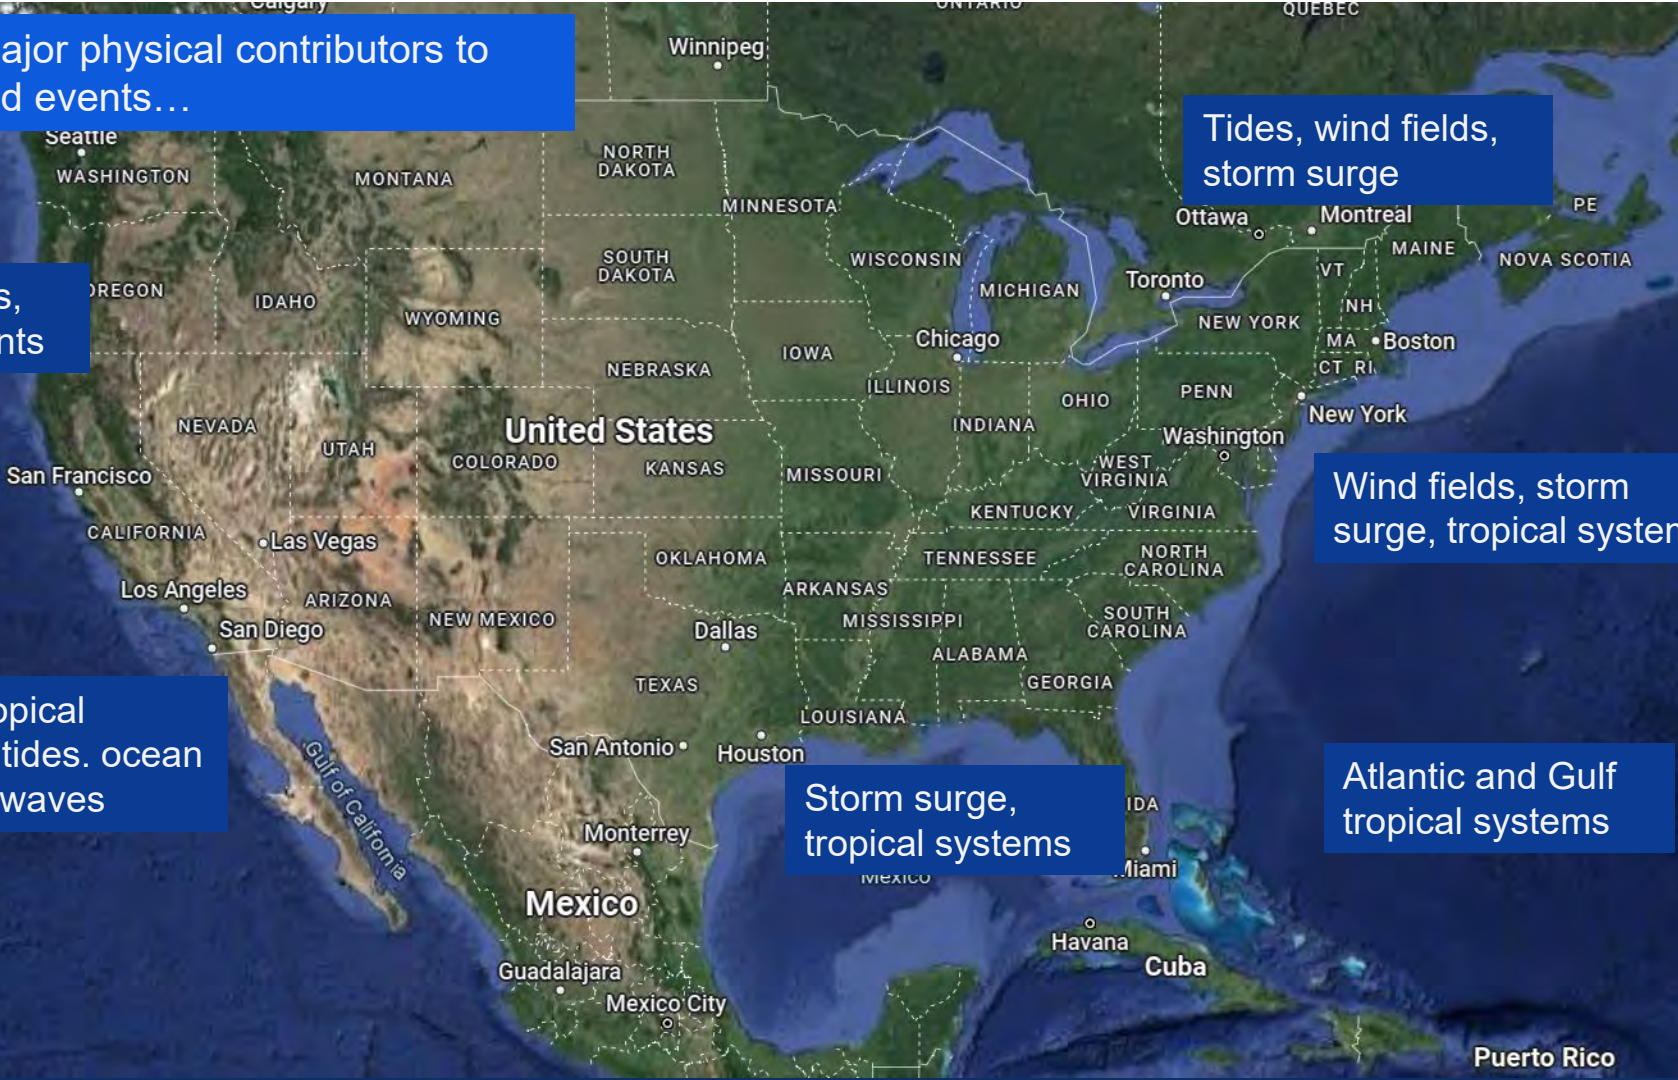 Calgary
ONTARIO
QUEBEC
ajor physical contributors to
d events…
Winnipeg
Tides, wind fields,
storm surge
Seattle
WASHINGTON
MONTANA
NORTH
DAKOTA
MINNESOTA
Ottawa
Montreal
PE
MAINE
NOVA SCOTIA
s,
nts
OREGON
IDAHO
WYOMING
SOUTH
DAKOTA
WISCONSIN
MICHIGAN
Toronto
VT
NH
NEW YORK
MA
Boston
CT RI
Chicago
IOWA
NEBRASKA
ILLINOIS
INDIANA
OHIO
PENN
New York
Washington
NEVADA
UTAH
United States
COLORADO
KANSAS
MISSOURI
WEST
VIRGINIA
KENTUCKY
VIRGINIA
Wind fields, storm
surge, tropical system
San Francisco
CALIFORNIA
Las Vegas
OKLAHOMA
TENNESSEE
NORTH
CAROLINA
Los Angeles
ARIZONA
NEW MEXICO
ARKANSAS
San Diego
Dallas
MISSISSIPPI
SOUTH
CAROLINA
ALABAMA
GEORGIA
TEXAS
LOUISIANA
opical
tides. ocean
waves
Gulf of California
San Antonio
Houston
Storm surge,
tropical systems
IDA
Atlantic and Gulf
tropical systems
Monterrey
Miami
Mexico
Mexico
Havana
Cuba
Guadalajara
Mexico City
Puerto Rico